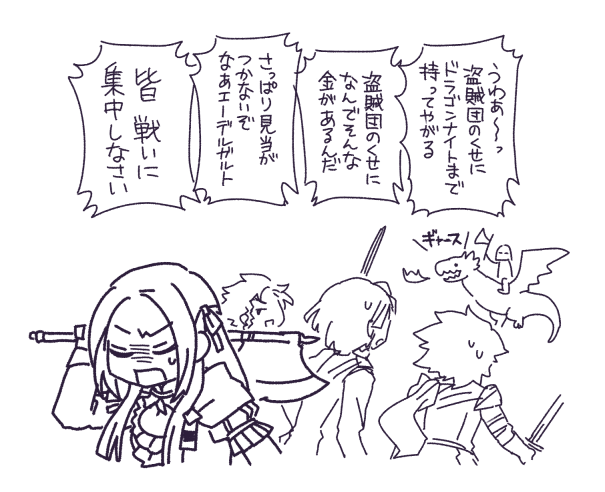 うわぁ〜っ
盗賊団のくせに
ドラゴンナイトまで
持ってやがる
盗賊団のくせに
なんでそんな
金があるんだ
さっぱり見当が
つかないぞ
なあエーデルガルト
皆 戦いに
集中しなさい
ギャース